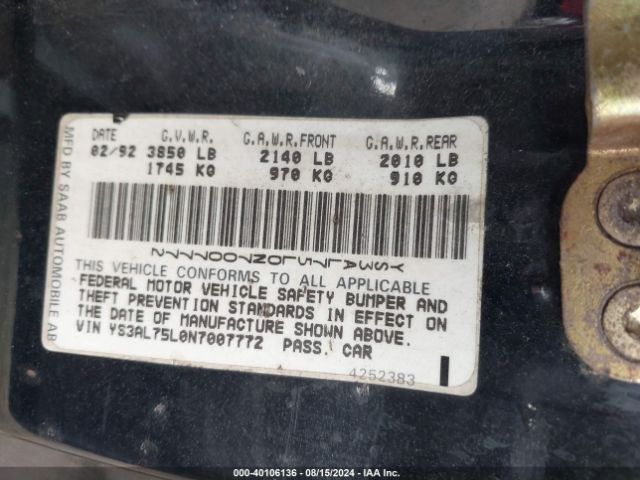 MFD BY SAAB AUTOMOBILE AB
DATE G.V.W.R. G.A.W.R.FRONT G.A.W.R.REAR
02/92 3850 LB 2140 LB 2010 LB
1745 KG 970 KG 910 KG
YS3AL75L0N7007772
THIS VEHICLE CONFORMS TO ALL APPLICABLE
FEDERAL MOTOR VEHICLE SAFETY BUMPER AND
THEFT PREVENTION STANDARDS IN EFFECT ON
THE DATE OF MANUFACTURE SHOWN ABOVE.
VIN YS3AL75L0N7007772 PASS. CAR
4252383
000-40106136 - 08/15/2024 - IAA Inc.